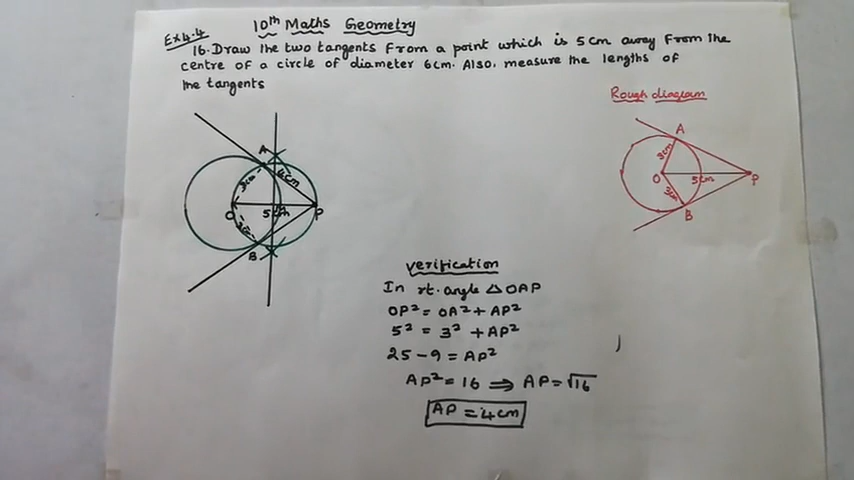 10th Maths Geometry
Ex 4.4
16. Draw the two tangents from a point which is 5cm away from the
centre of a circle of diameter 6cm. Also, measure the lengths of
the tangents
Rough diagram
A
3cm
O
5cm
P
3cm
B
A
4cm
3cm
O
5cm
P
3cm
B
verification
In rt. angle △OAP
OP² = OA² + AP²
5² = 3² + AP²
25 - 9 = AP²
AP² = 16 ⟹ AP = √16
AP = 4cm